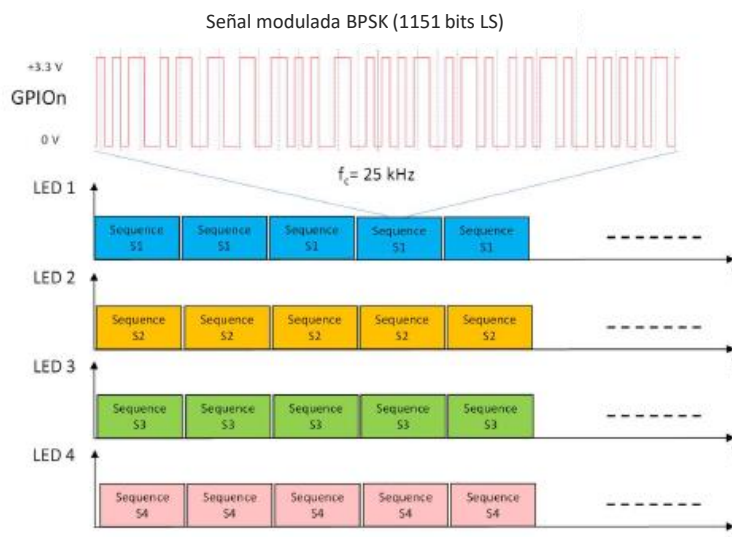 Señal modulada BPSK (1151 bits LS)
+3.3 V
GPIOn
0 V
f_c= 25 kHz
LED 1
Sequence Sequence Sequence Sequence Sequence
S1 S1 S1 S1 S1
LED 2
Sequence Sequence Sequence Sequence Sequence
S2 S2 S2 S2 S2
LED 3
Sequence Sequence Sequence Sequence Sequence
S3 S3 S3 S3 S3
LED 4
Sequence Sequence Sequence Sequence Sequence
S4 S4 S4 S4 S4